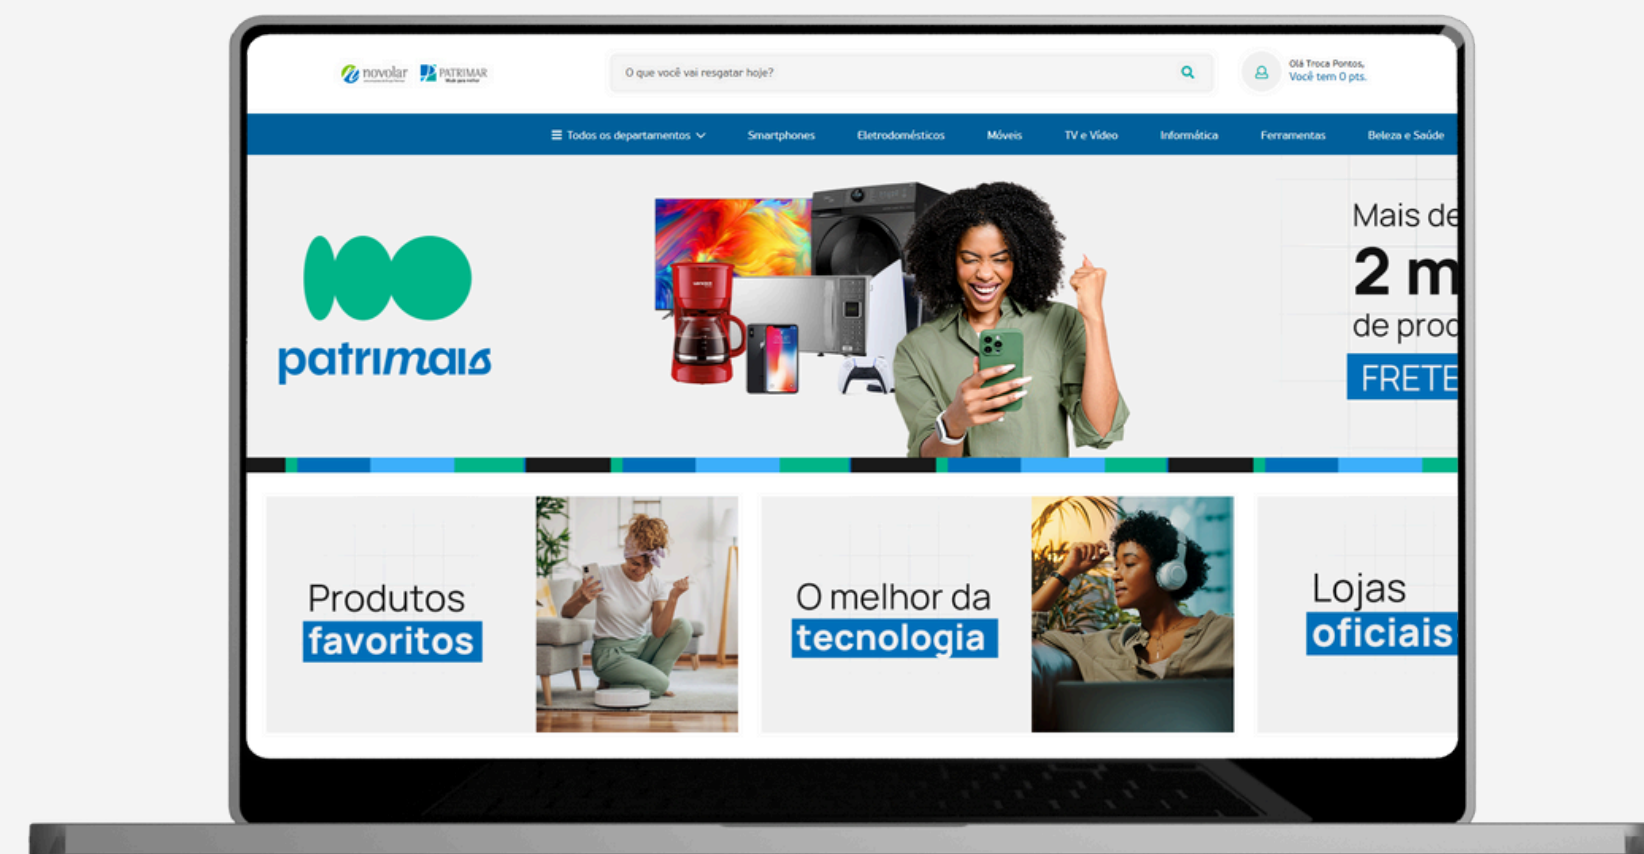 novolar
PATRIMAR
O que você vai resgatar hoje?
Olá Troca Pontos,
Você tem 0 pts.
Todos os departamentos
Smartphones
Eletrodomésticos
Móveis
TV e Vídeo
Informática
Ferramentas
Beleza e Saúde
patrimais
Mais de
2 m
de prod
FRETE
Produtos
favoritos
O melhor da
tecnologia
Lojas
oficiais